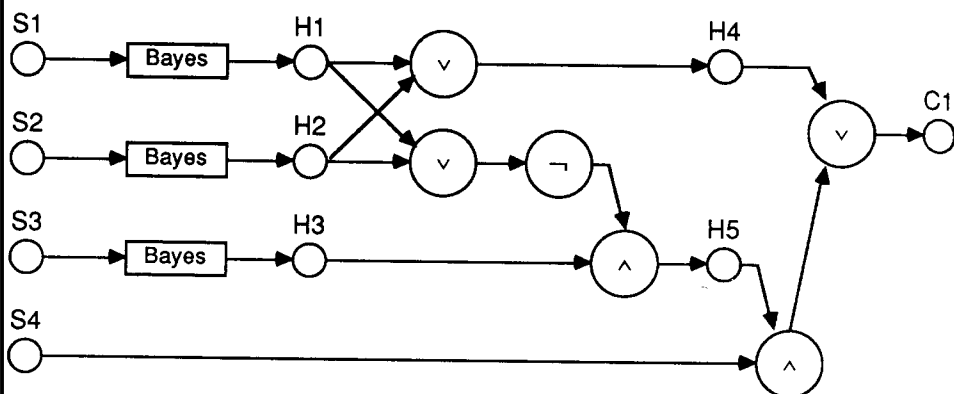 S1
Bayes
H1
∨
H4
C1
∨
S2
Bayes
H2
∨
¬
S3
Bayes
H3
∧
H5
S4
∧